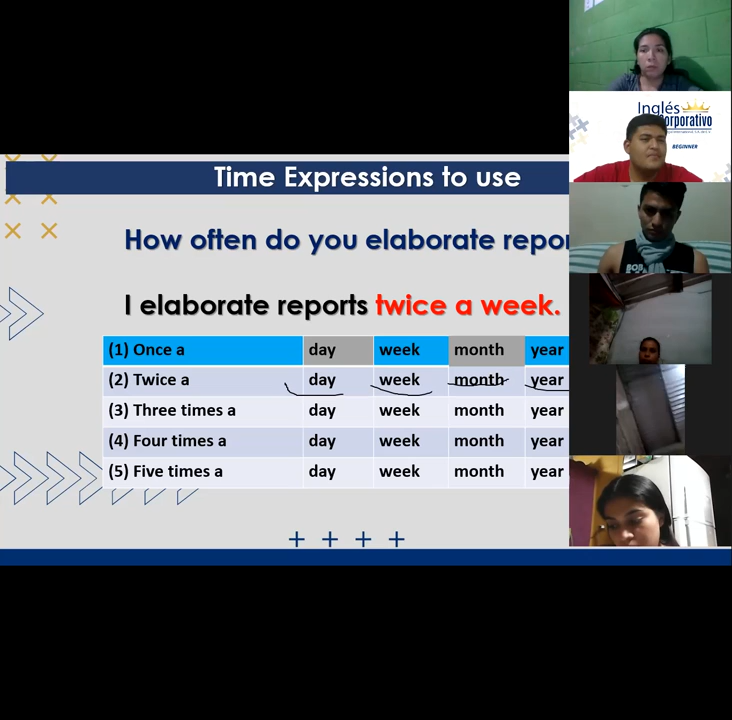 Time Expressions to use
How often do you elaborate
I elaborate reports twice a week.
(1) Once a day week month year
(2) Twice a day week month year
(3) Three times a day week month year
(4) Four times a day week month year
(5) Five times a day week month year
Inglés
BEGINNER